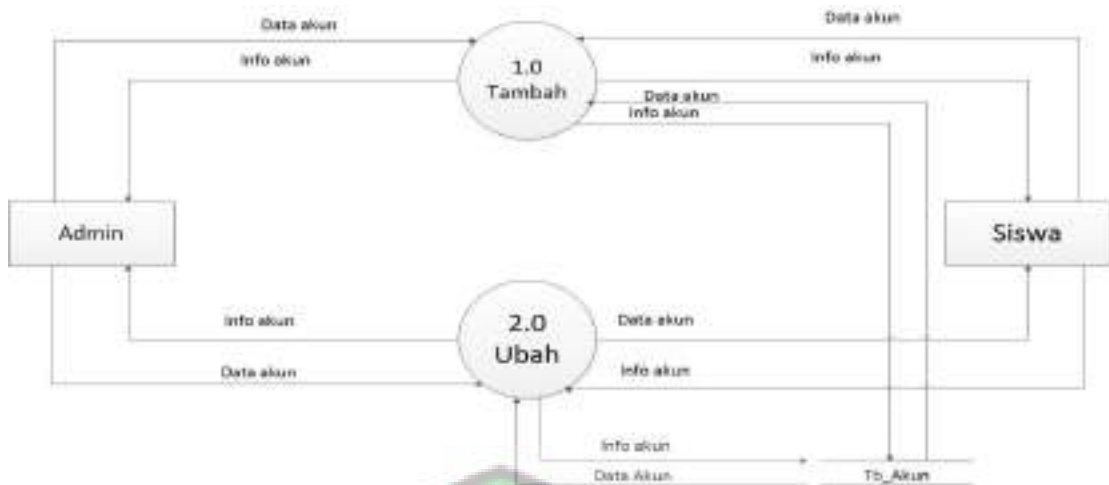 Data akun
Data akun
Info akun
1.0
Tambah
Info akun
Data akun
Info akun
Admin
Siswa
Info akun
2.0
Ubah
Data akun
Data akun
Info akun
Info akun
Data Akun
Tb_Akun